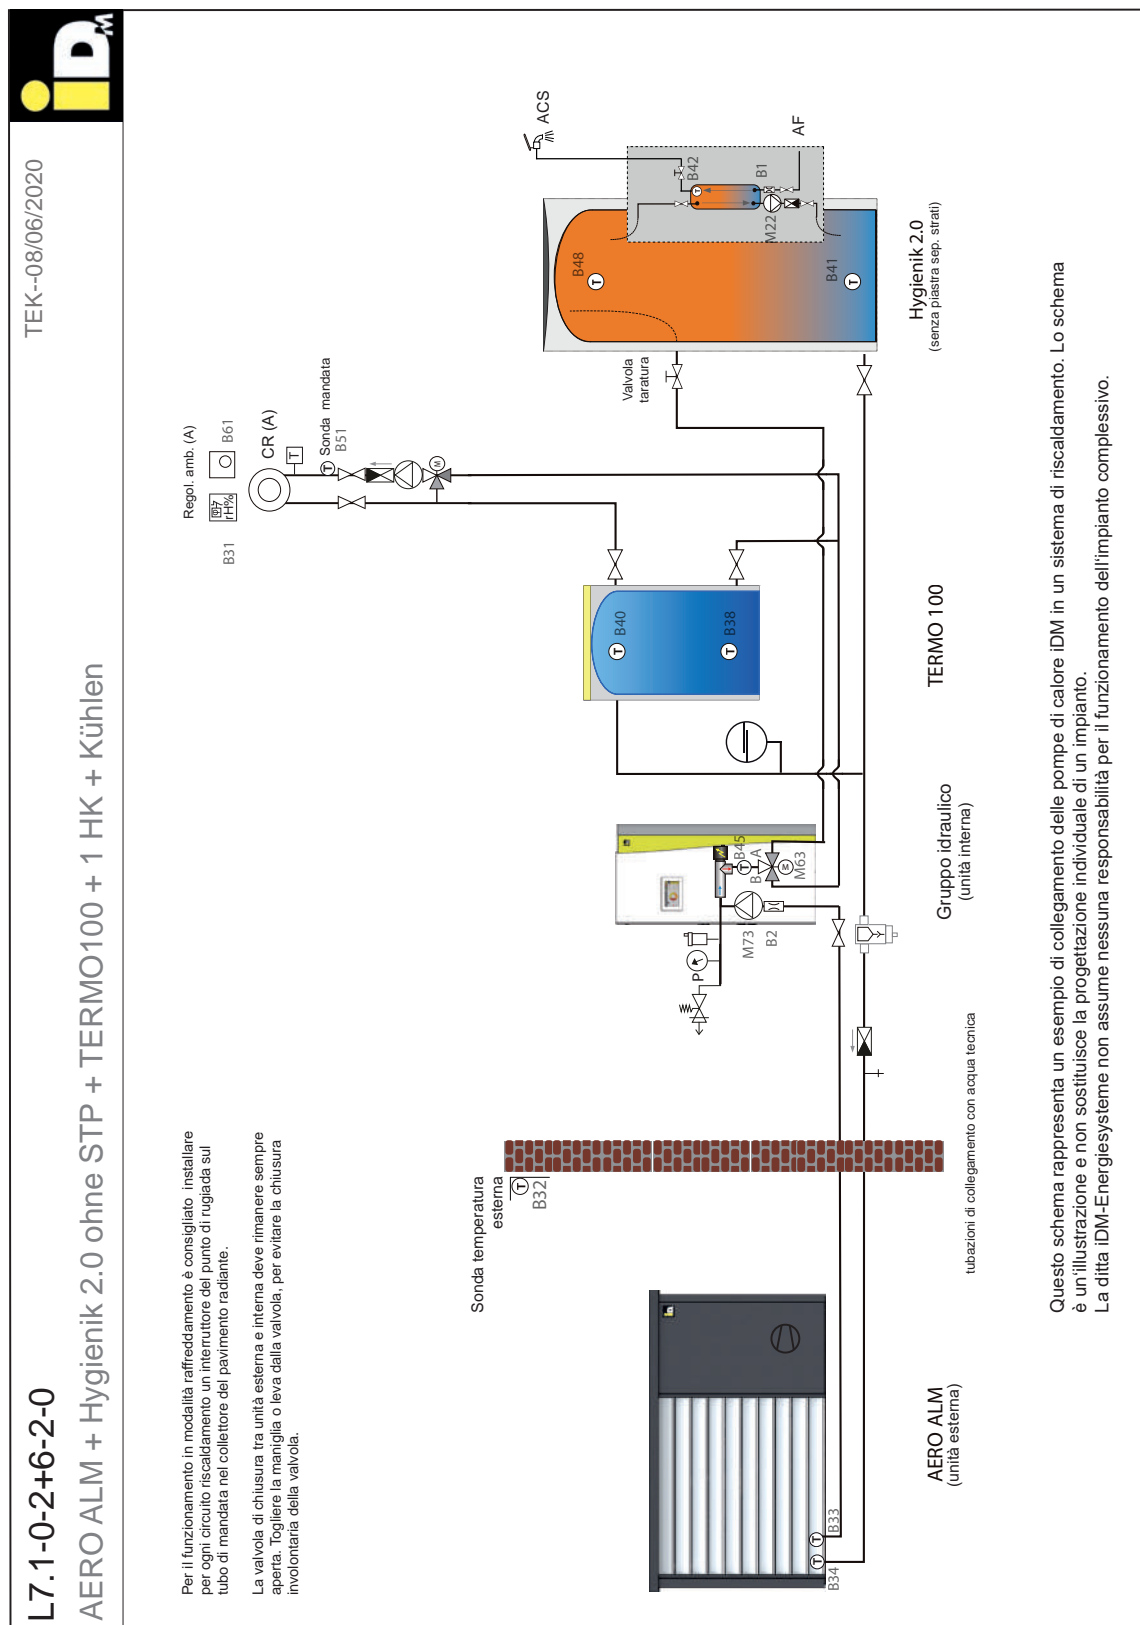 L7.1-0-2+6-2-0
TEK--08/06/2020
iDM
AERO ALM + Hygienik 2.0 ohne STP + TERMO100 + 1 HK + Kühlen
Per il funzionamento in modalità raffreddamento è consigliato installare
per ogni circuito riscaldamento un interruttore del punto di rugiada sul
tubo di mandata nel collettore del pavimento radiante.
La valvola di chiusura tra unità esterna e interna deve rimanere sempre
aperta. Togliere la maniglia o leva dalla valvola, per evitare la chiusura
involontaria della valvola.
Regol. amb. (A)
B31
rH%
B61
CR (A)
T
T
Sonda mandata
B51
M
Sonda temperatura
esterna
T
B32
ACS
B42
T
B1
AF
M22
B48
T
B41
T
Hygienik 2.0
(senza piastra sep. strati)
Valvola
taratura
B40
T
B38
T
TERMO 100
P
M73
B2
B45
T
B
A
M
M63
Gruppo idraulico
(unità interna)
tubazioni di collegamento con acqua tecnica
T
B34
T
B33
AERO ALM
(unità esterna)
Questo schema rappresenta un esempio di collegamento delle pompe di calore iDM in un sistema di riscaldamento. Lo schema
è un'illustrazione e non sostituisce la progettazione individuale di un impianto.
La ditta iDM-Energiesysteme non assume nessuna responsabilità per il funzionamento dell'impianto complessivo.